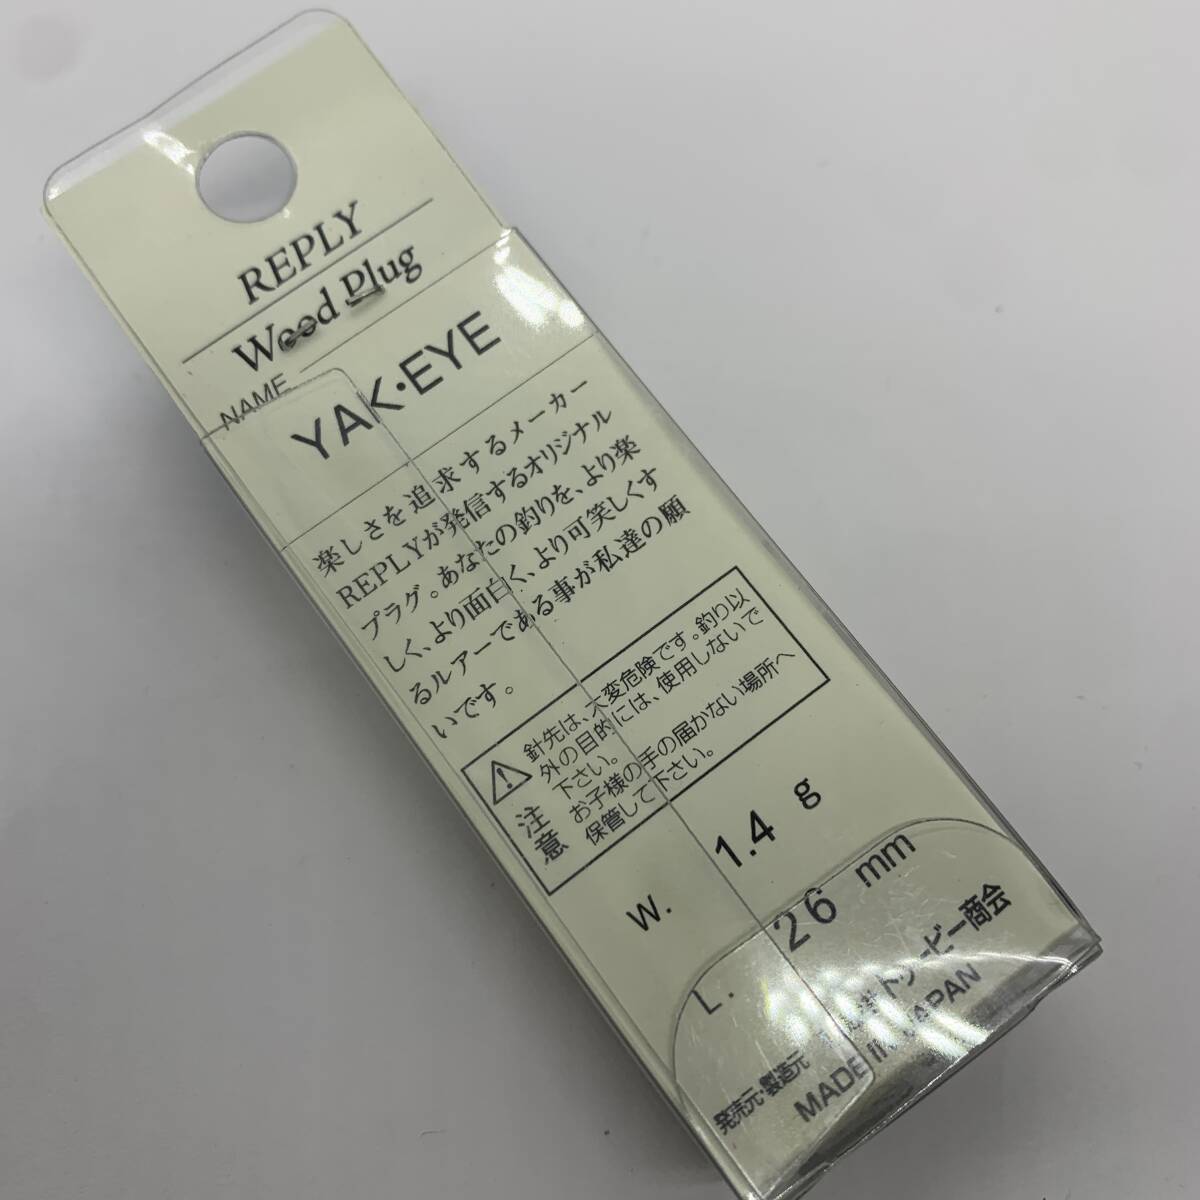 REPLY
Wood Plug
NAME
YAK・EYE
楽しさを追求するメーカー
REPLYが発信するオリジナル
プラグ。あなたの釣りを、より楽
しく、より面白く、より可笑しくす
るルアーである事が私達の願
いです。
注意
針先は、大変危険です。釣り以
外の目的には、使用しないで
下さい。
お子様の手の届かない場所へ
保管して下さい。
W. 1.4 g
L. 26 mm
発売元・製造元 ドゥービー商会
MADE IN JAPAN